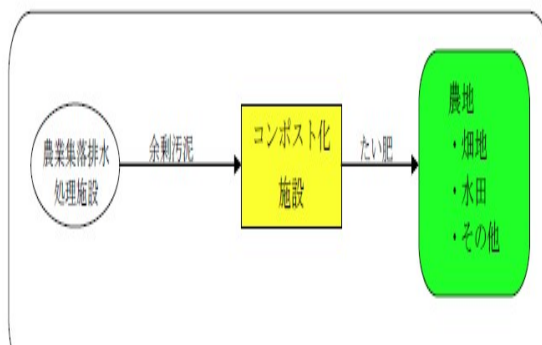 農業集落排水
処理施設
余剰汚泥
コンポスト化
施設
たい肥
農地
・畑地
・水田
・その他